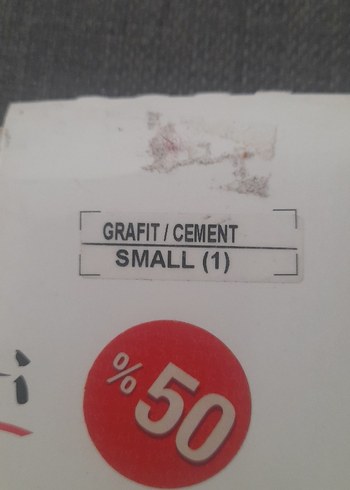 GRAFIT / CEMENT
SMALL (1)
%50